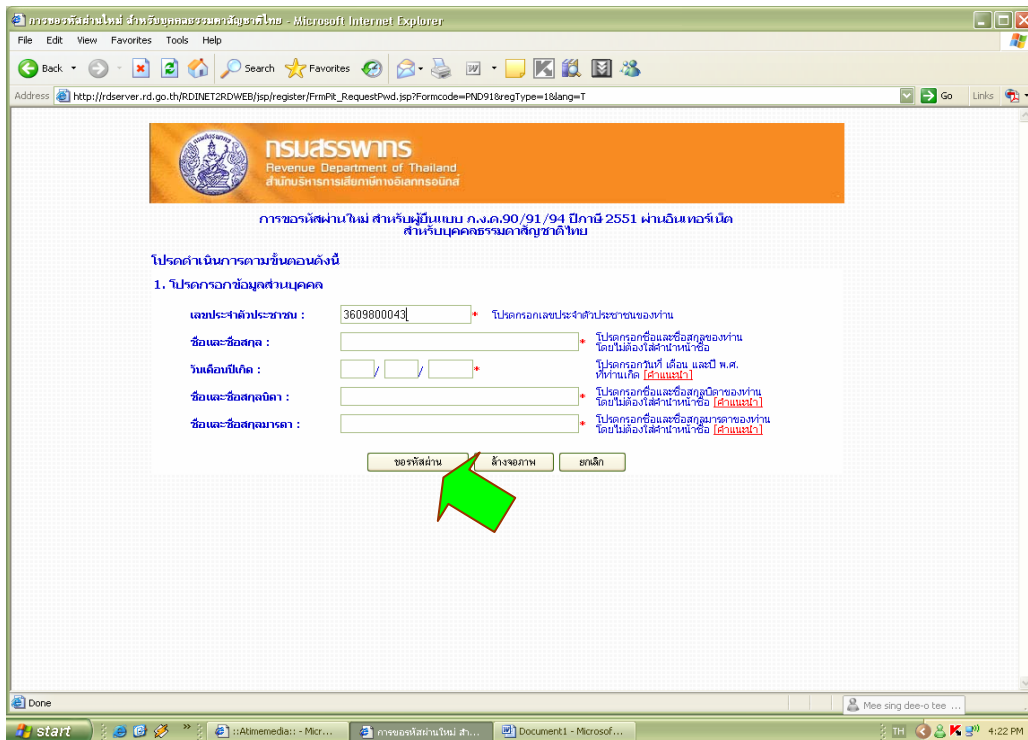 การขอรหัสผ่านใหม่ สำหรับบุคคลธรรมดาสัญชาติไทย - Microsoft Internet Explorer
File Edit View Favorites Tools Help
Back Search Favorites
Address http://rdserver.rd.go.th/RDINET2RDWEB/jsp/register/FrmPit_RequestPwd.jsp?Formcode=PND91&regType=1&lang=T Go Links
กรมสรรพากร
Revenue Department of Thailand
สำนักบริหารการเสียภาษีทางอิเลกทรอนิกส์
การขอรหัสผ่านใหม่ สำหรับผู้ยื่นแบบ ภ.ง.ด.90/91/94 ปีภาษี 2551 ผ่านอินเทอร์เน็ต
สำหรับบุคคลธรรมดาสัญชาติไทย
โปรดดำเนินการตามขั้นตอนดังนี้
1. โปรดกรอกข้อมูลส่วนบุคคล
เลขประจำตัวประชาชน : 3609800043 * โปรดกรอกเลขประจำตัวประชาชนของท่าน
ชื่อและชื่อสกุล : * โปรดกรอกชื่อและชื่อสกุลของท่าน
โดยไม่ต้องใส่คำนำหน้าชื่อ
วันเดือนปีเกิด : / / * โปรดกรอกวันที่ เดือน และปี พ.ศ.
ที่ท่านเกิด [คำแนะนำ]
ชื่อและชื่อสกุลบิดา : * โปรดกรอกชื่อและชื่อสกุลบิดาของท่าน
โดยไม่ต้องใส่คำนำหน้าชื่อ [คำแนะนำ]
ชื่อและชื่อสกุลมารดา : * โปรดกรอกชื่อและชื่อสกุลมารดาของท่าน
โดยไม่ต้องใส่คำนำหน้าชื่อ [คำแนะนำ]
ขอรหัสผ่าน ล้างจอภาพ ยกเลิก
Done
Mee sing dee-o tee ...
start ::Atimemedia:: - Micr... การขอรหัสผ่านใหม่ สำ... Document1 - Microsof... TH 4:22 PM